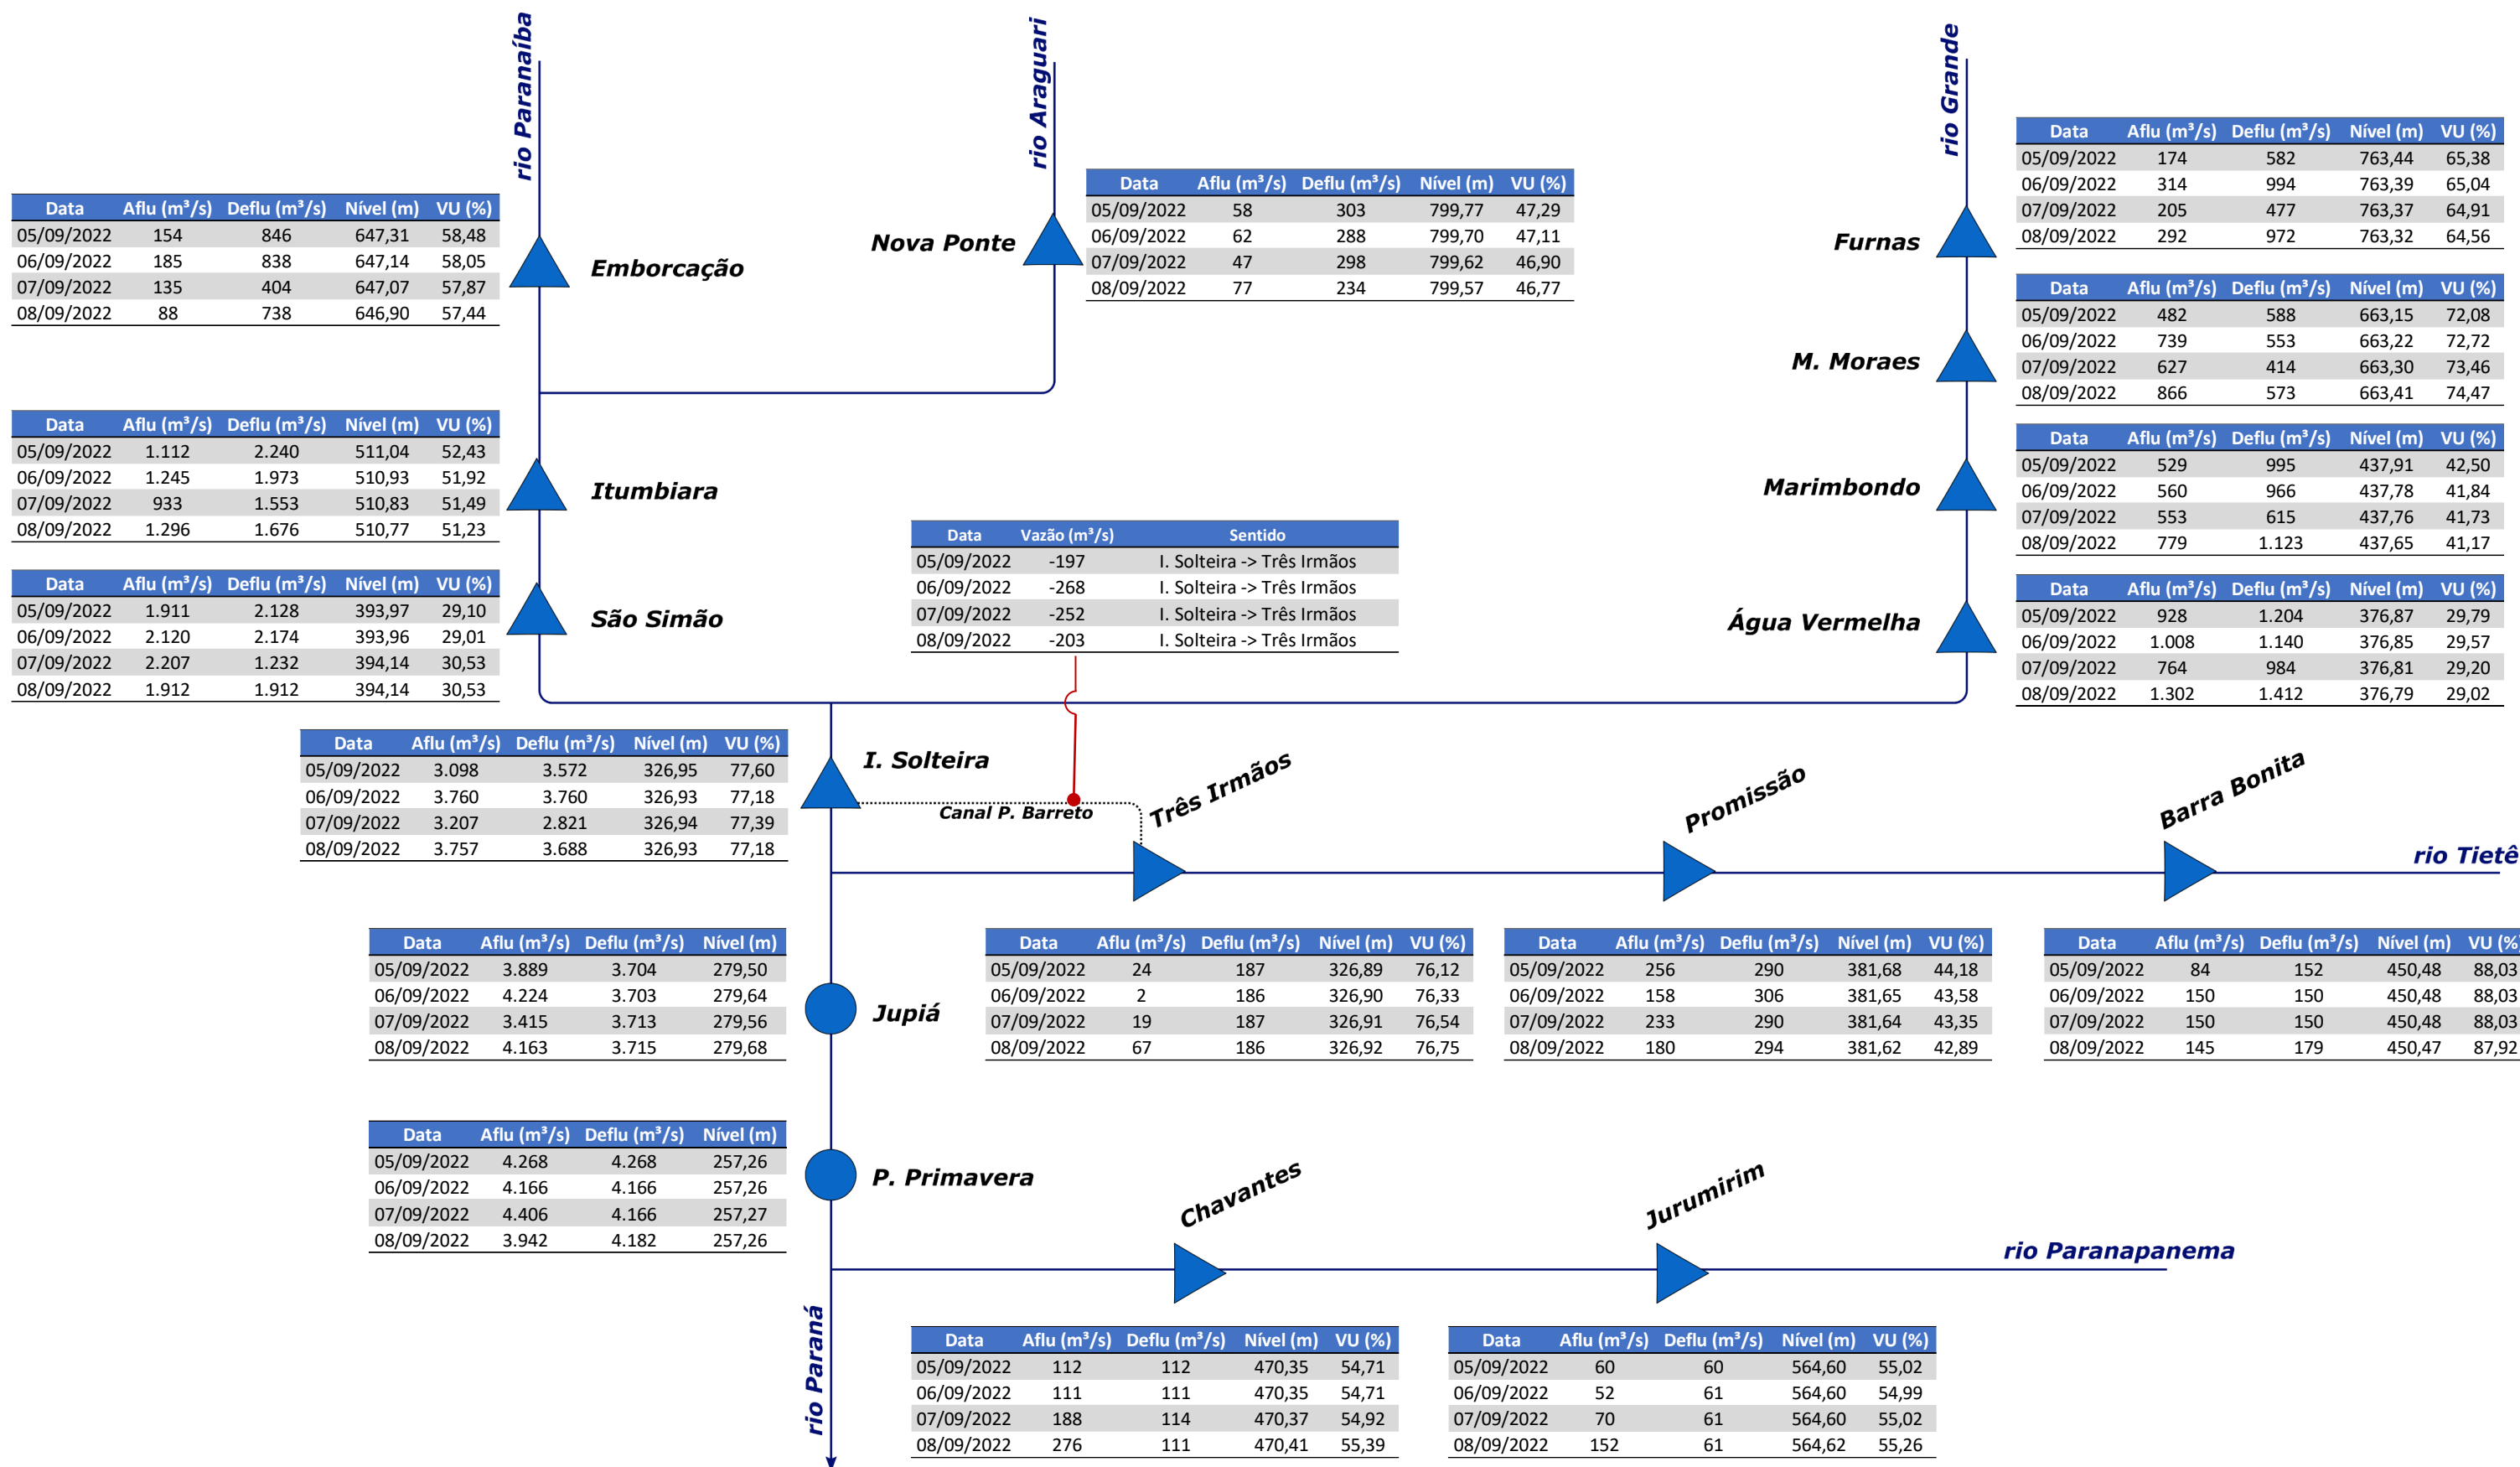 rio Paranaíba
rio Araguari
rio Grande
Data Aflu (m³/s) Deflu (m³/s) Nível (m) VU (%)
05/09/2022 174 582 763,44 65,38
06/09/2022 314 994 763,39 65,04
07/09/2022 205 477 763,37 64,91
08/09/2022 292 972 763,32 64,56
Furnas
Data Aflu (m³/s) Deflu (m³/s) Nível (m) VU (%)
05/09/2022 58 303 799,77 47,29
06/09/2022 62 288 799,70 47,11
07/09/2022 47 298 799,62 46,90
08/09/2022 77 234 799,57 46,77
Nova Ponte
Data Aflu (m³/s) Deflu (m³/s) Nível (m) VU (%)
05/09/2022 154 846 647,31 58,48
06/09/2022 185 838 647,14 58,05
07/09/2022 135 404 647,07 57,87
08/09/2022 88 738 646,90 57,44
Emborcação
Data Aflu (m³/s) Deflu (m³/s) Nível (m) VU (%)
05/09/2022 482 588 663,15 72,08
06/09/2022 739 553 663,22 72,72
07/09/2022 627 414 663,30 73,46
08/09/2022 866 573 663,41 74,47
M. Moraes
Data Aflu (m³/s) Deflu (m³/s) Nível (m) VU (%)
05/09/2022 1.112 2.240 511,04 52,43
06/09/2022 1.245 1.973 510,93 51,92
07/09/2022 933 1.553 510,83 51,49
08/09/2022 1.296 1.676 510,77 51,23
Itumbiara
Data Aflu (m³/s) Deflu (m³/s) Nível (m) VU (%)
05/09/2022 529 995 437,91 42,50
06/09/2022 560 966 437,78 41,84
07/09/2022 553 615 437,76 41,73
08/09/2022 779 1.123 437,65 41,17
Marimbondo
Data Vazão (m³/s) Sentido
05/09/2022 -197 I. Solteira -> Três Irmãos
06/09/2022 -268 I. Solteira -> Três Irmãos
07/09/2022 -252 I. Solteira -> Três Irmãos
08/09/2022 -203 I. Solteira -> Três Irmãos
Data Aflu (m³/s) Deflu (m³/s) Nível (m) VU (%)
05/09/2022 1.911 2.128 393,97 29,10
06/09/2022 2.120 2.174 393,96 29,01
07/09/2022 2.207 1.232 394,14 30,53
08/09/2022 1.912 1.912 394,14 30,53
São Simão
Data Aflu (m³/s) Deflu (m³/s) Nível (m) VU (%)
05/09/2022 928 1.204 376,87 29,79
06/09/2022 1.008 1.140 376,85 29,57
07/09/2022 764 984 376,81 29,20
08/09/2022 1.302 1.412 376,79 29,02
Água Vermelha
Data Aflu (m³/s) Deflu (m³/s) Nível (m) VU (%)
05/09/2022 3.098 3.572 326,95 77,60
06/09/2022 3.760 3.760 326,93 77,18
07/09/2022 3.207 2.821 326,94 77,39
08/09/2022 3.757 3.688 326,93 77,18
I. Solteira
Canal P. Barreto
Três Irmãos
Promissão
Barra Bonita
rio Tietê
Data Aflu (m³/s) Deflu (m³/s) Nível (m)
05/09/2022 3.889 3.704 279,50
06/09/2022 4.224 3.703 279,64
07/09/2022 3.415 3.713 279,56
08/09/2022 4.163 3.715 279,68
Jupiá
Data Aflu (m³/s) Deflu (m³/s) Nível (m) VU (%)
05/09/2022 24 187 326,89 76,12
06/09/2022 2 186 326,90 76,33
07/09/2022 19 187 326,91 76,54
08/09/2022 67 186 326,92 76,75
Data Aflu (m³/s) Deflu (m³/s) Nível (m) VU (%)
05/09/2022 256 290 381,68 44,18
06/09/2022 158 306 381,65 43,58
07/09/2022 233 290 381,64 43,35
08/09/2022 180 294 381,62 42,89
Data Aflu (m³/s) Deflu (m³/s) Nível (m) VU (%
05/09/2022 84 152 450,48 88,03
06/09/2022 150 150 450,48 88,03
07/09/2022 150 150 450,48 88,03
08/09/2022 145 179 450,47 87,92
Data Aflu (m³/s) Deflu (m³/s) Nível (m)
05/09/2022 4.268 4.268 257,26
06/09/2022 4.166 4.166 257,26
07/09/2022 4.406 4.166 257,27
08/09/2022 3.942 4.182 257,26
P. Primavera
Chavantes
Jurumirim
rio Paranapanema
rio Paraná
Data Aflu (m³/s) Deflu (m³/s) Nível (m) VU (%)
05/09/2022 112 112 470,35 54,71
06/09/2022 111 111 470,35 54,71
07/09/2022 188 114 470,37 54,92
08/09/2022 276 111 470,41 55,39
Data Aflu (m³/s) Deflu (m³/s) Nível (m) VU (%)
05/09/2022 60 60 564,60 55,02
06/09/2022 52 61 564,60 54,99
07/09/2022 70 61 564,60 55,02
08/09/2022 152 61 564,62 55,26